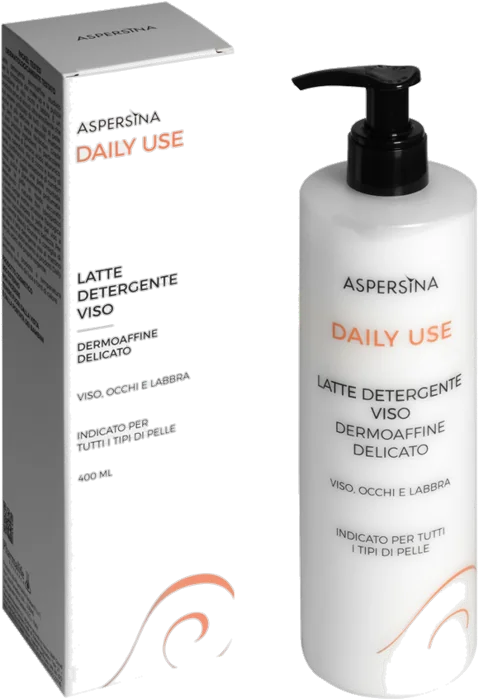 ASPERSINA
ASPERSINA
DAILY USE
LATTE
DETERGENTE
VISO
DERMOAFFINE
DELICATO
VISO, OCCHI E LABBRA
INDICATO PER
TUTTI I TIPI DI PELLE
400 ML
ASPERSINA
DAILY USE
LATTE DETERGENTE
VISO
DERMOAFFINE
DELICATO
VISO, OCCHI E LABBRA
INDICATO PER TUTTI
I TIPI DI PELLE